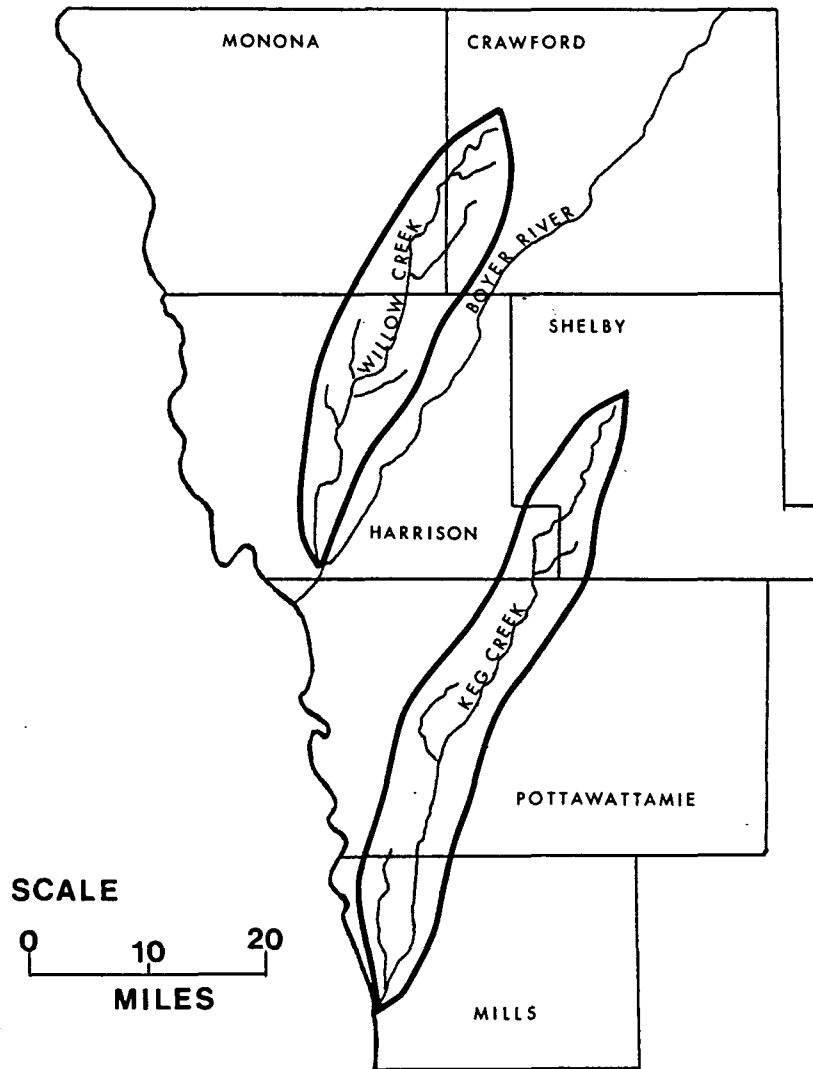 MONONA
CRAWFORD
WILLOW CREEK
BOYER RIVER
SHELBY
HARRISON
KEG CREEK
POTTAWATTAMIE
SCALE
0 10 20
MILES
MILLS